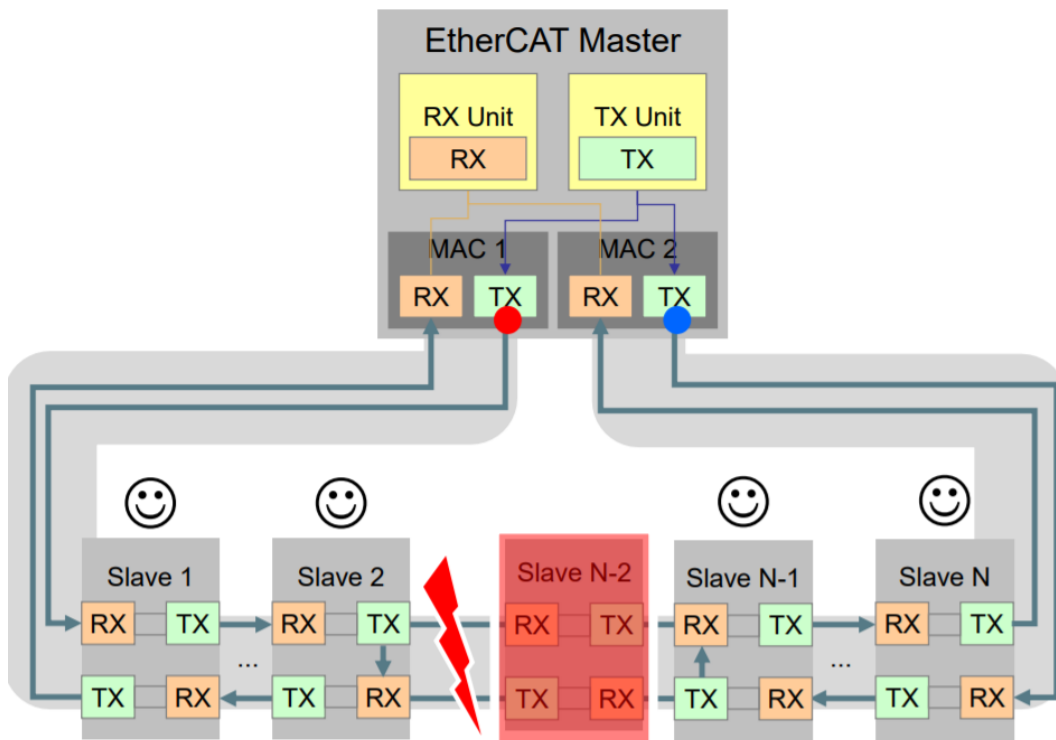 EtherCAT Master
RX Unit
TX Unit
RX
TX
MAC 1
MAC 2
RX
TX
RX
TX
Slave 1
Slave 2
Slave N-2
Slave N-1
Slave N
RX
TX
RX
TX
RX
TX
RX
TX
RX
TX
...
...
TX
RX
TX
RX
TX
RX
TX
RX
TX
RX